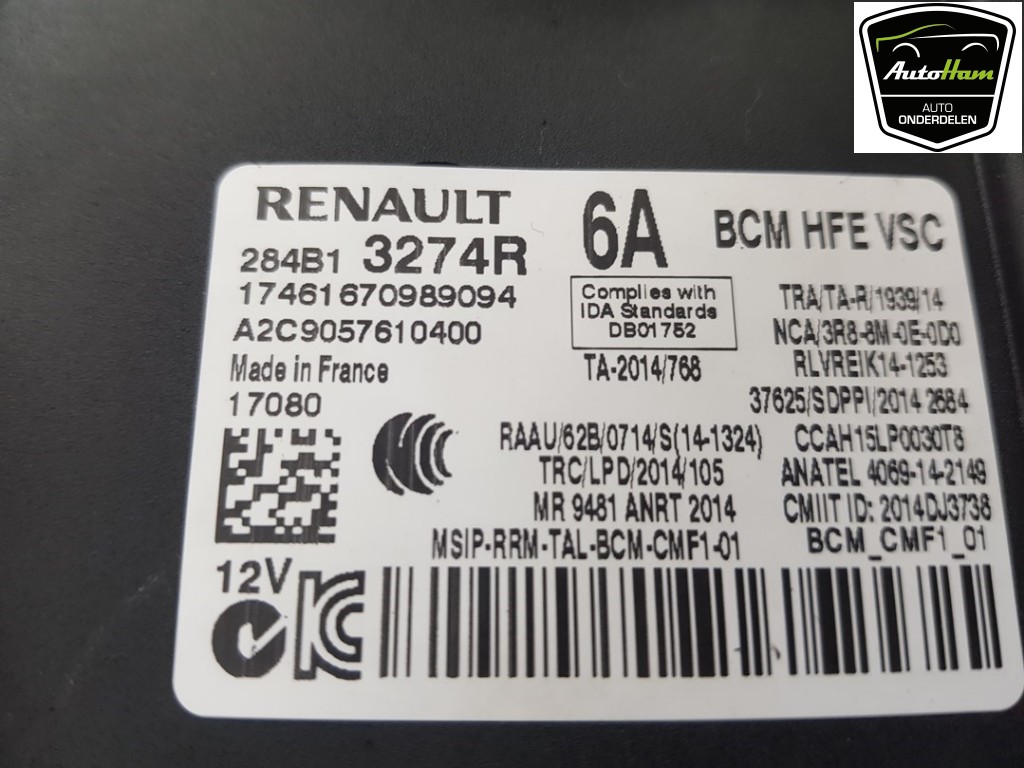 AutoHam
AUTO
ONDERDELEN
RENAULT
6A
BCM HFE VSC
284B1 3274R
17461670989094
A2C9057610400
Made in France
17080
Complies with
IDA Standards
DB01752
TA-2014/768
TRA/TA-R/1939/14
NCA/3R8-8M-0E-0D0
RLVREIK14-1253
37625/SDPPI/2014 2684
RAAU/62B/0714/S(14-1324)
CCAH15LP0030T8
TRC/LPD/2014/105
ANATEL 4069-14-2149
MR 9481 ANRT 2014
CMIIT ID: 2014DJ3738
MSIP-RRM-TAL-BCM-CMF1-01
BCM_CMF1_01
12V